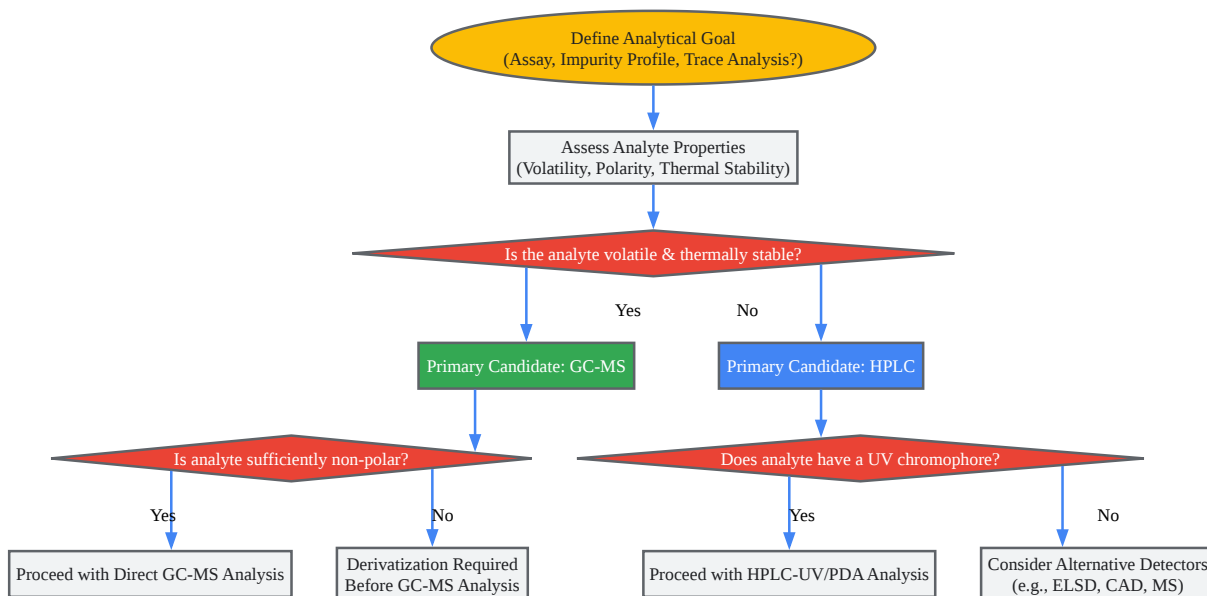 Define Analytical Goal
(Assay, Impurity Profile, Trace Analysis?)
Assess Analyte Properties
(Volatility, Polarity, Thermal Stability)
Is the analyte volatile & thermally stable?
Yes
No
Primary Candidate: GC-MS
Primary Candidate: HPLC
Is analyte sufficiently non-polar?
Does analyte have a UV chromophore?
Yes
No
Yes
No
Proceed with Direct GC-MS Analysis
Derivatization Required
Before GC-MS Analysis
Proceed with HPLC-UV/PDA Analysis
Consider Alternative Detectors
(e.g., ELSD, CAD, MS)